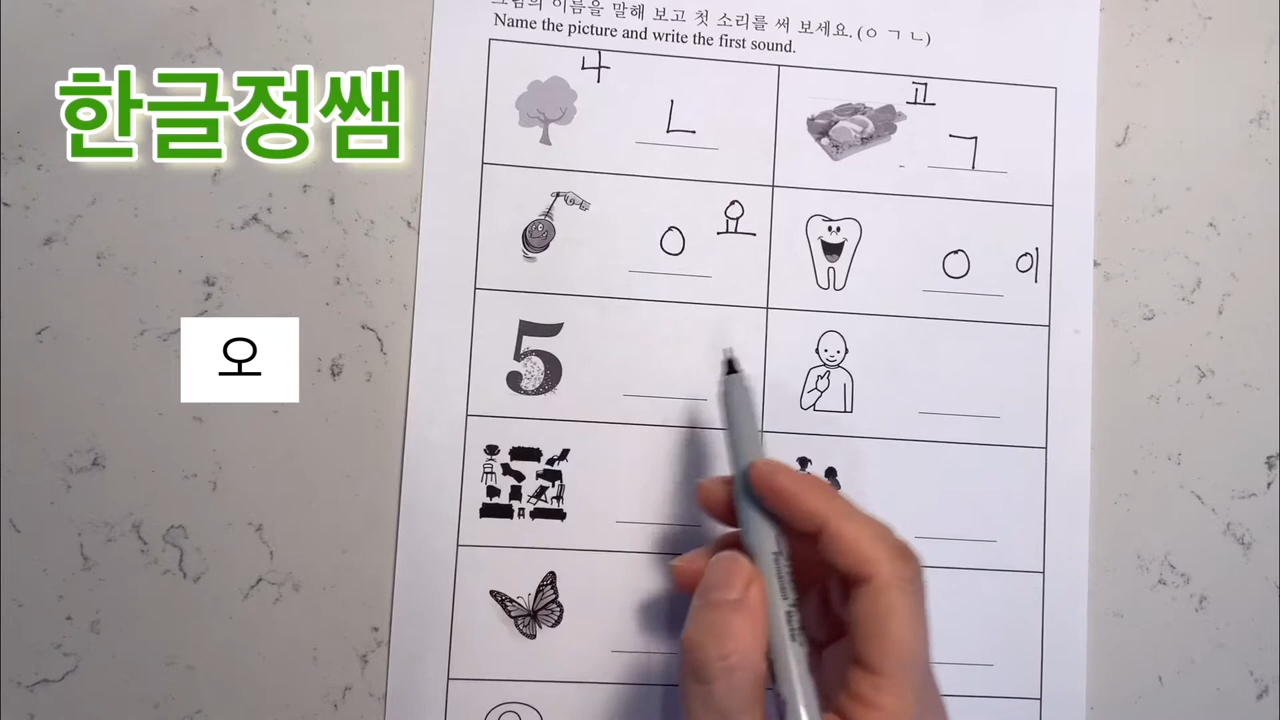 그림의 이름을 말해 보고 첫 소리를 써 보세요. (ㅇ ㄱ ㄴ)
Name the picture and write the first sound.
한글정쌤
나
ㄴ
고
ㄱ
ㅇ
요
ㅇ
이
오
5